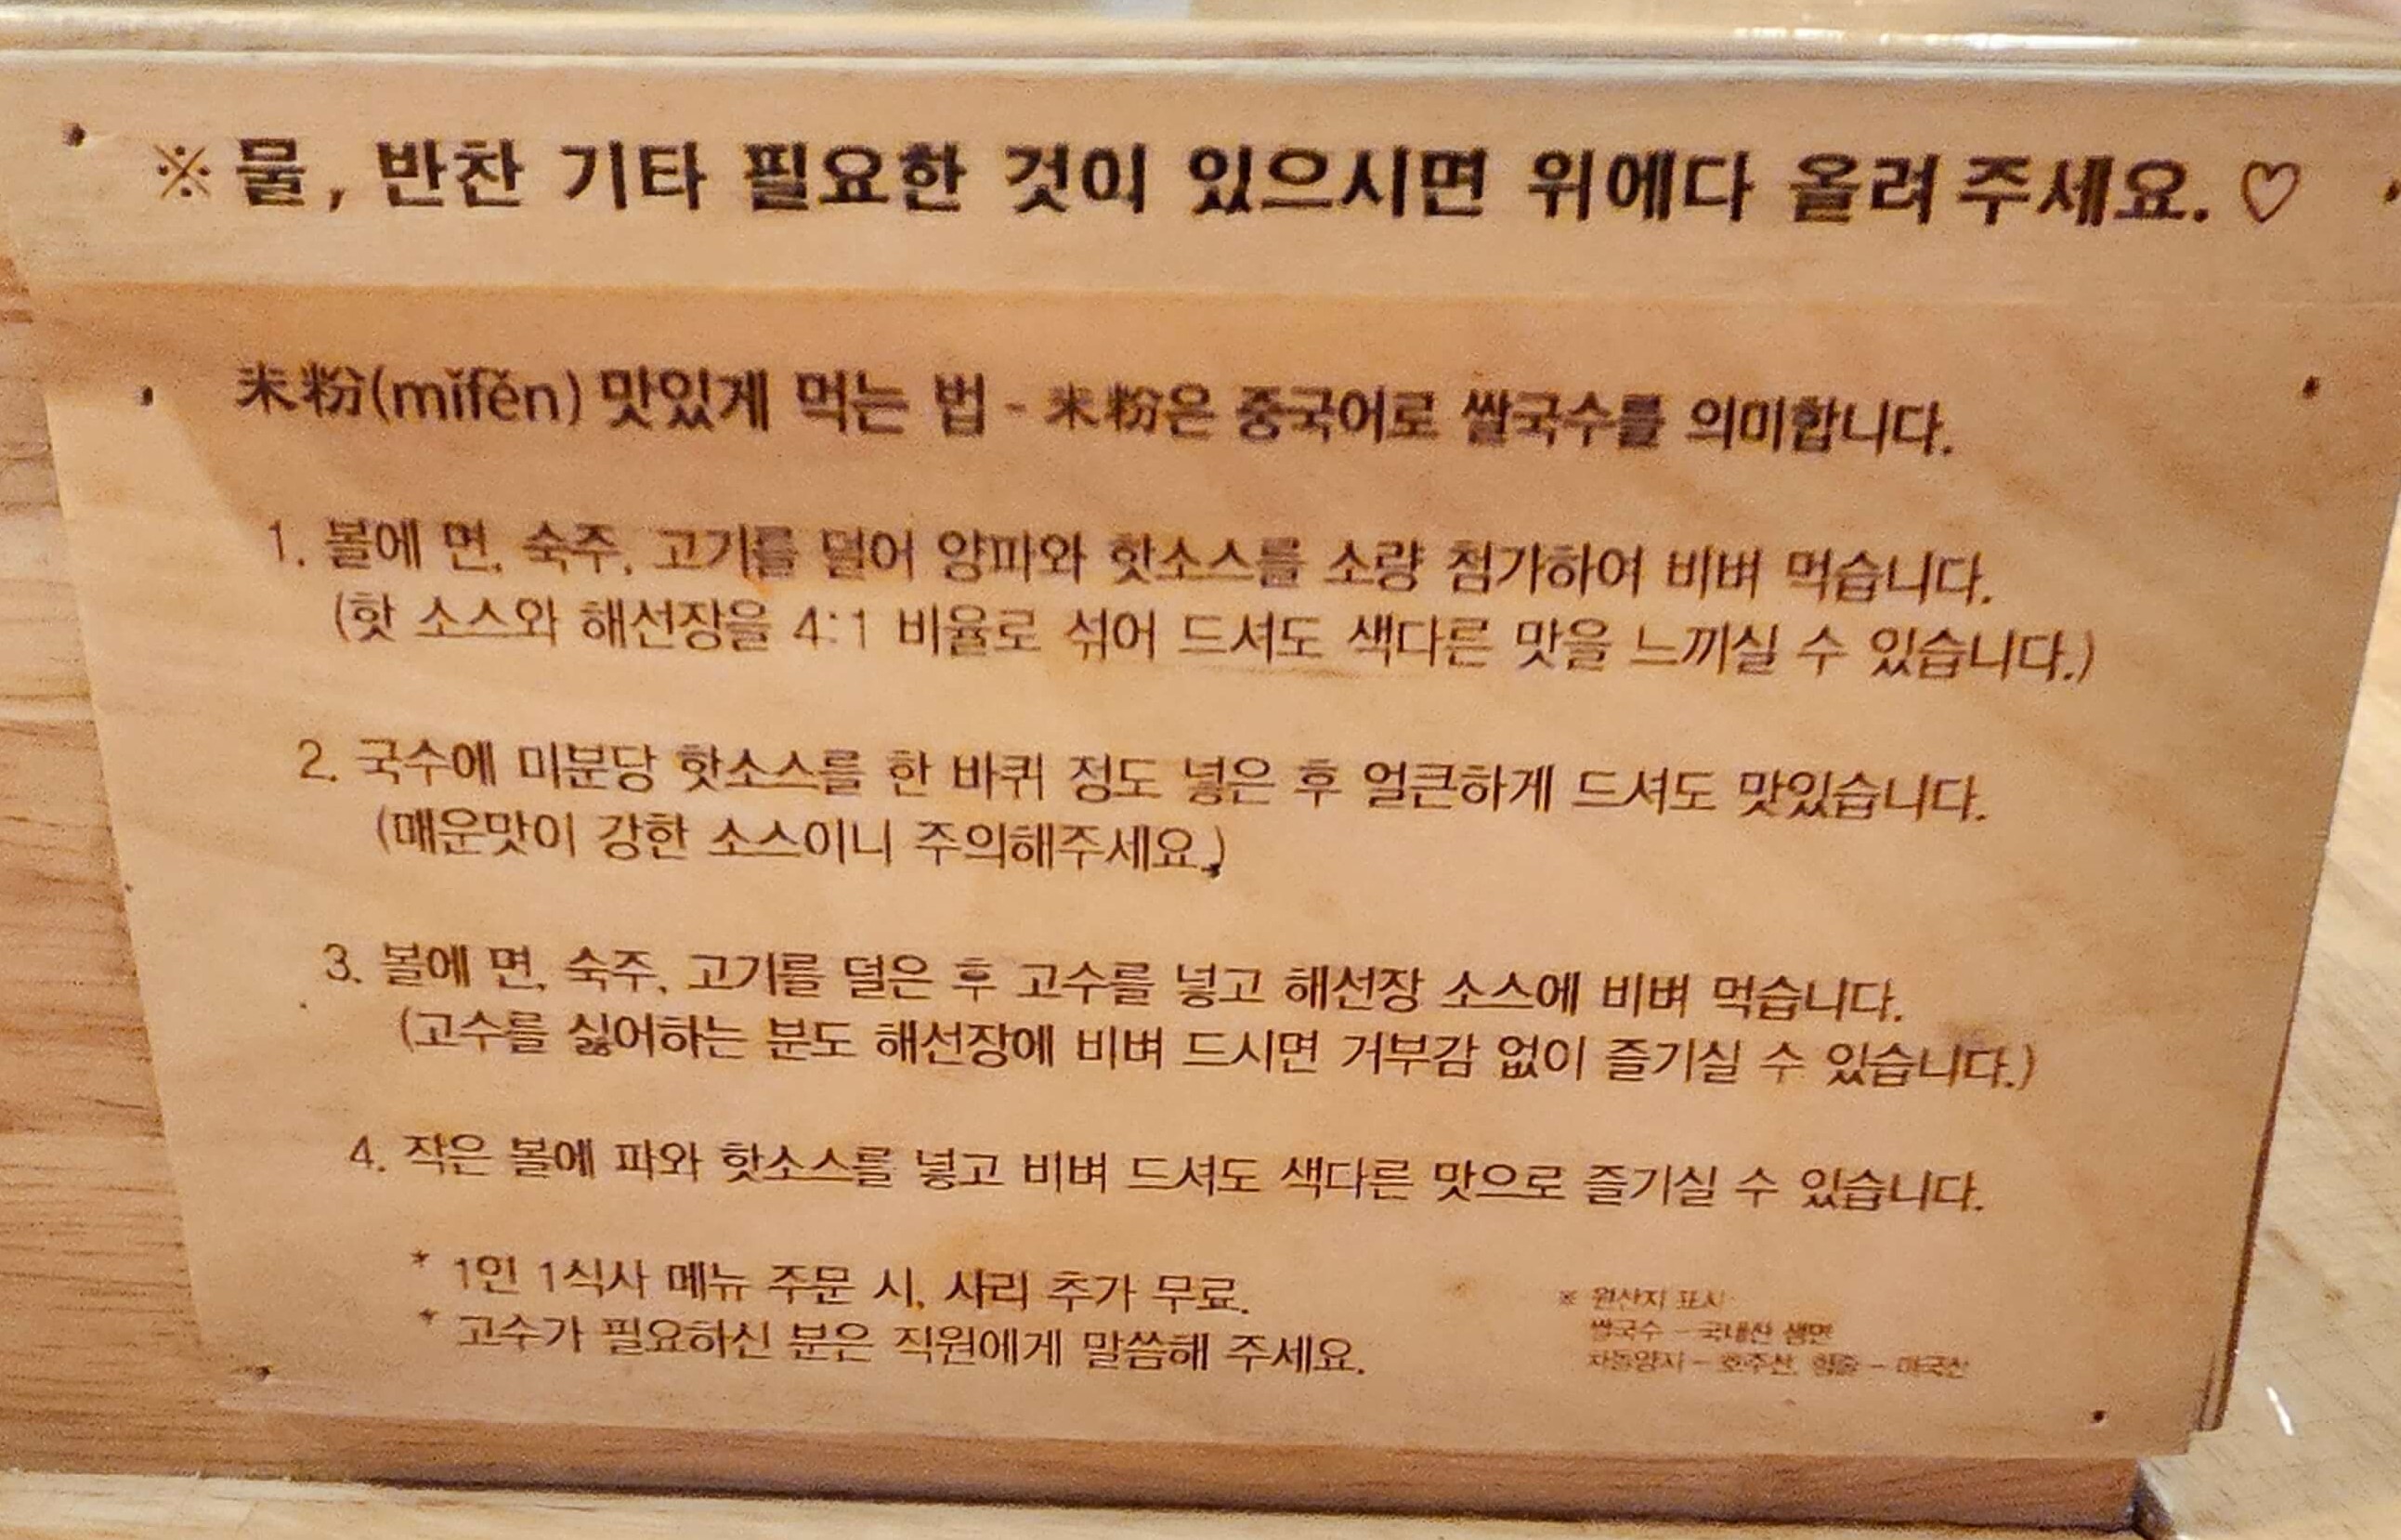 ※ 물, 반찬 기타 필요한 것이 있으시면 위에다 올려 주세요. ♡
米粉(mǐfěn) 맛있게 먹는 법 - 米粉은 중국어로 쌀국수를 의미합니다.
1. 볼에 면, 숙주, 고기를 덜어 양파와 핫소스를 소량 첨가하여 비벼 먹습니다.
(핫 소스와 해선장을 4:1 비율로 섞어 드셔도 색다른 맛을 느끼실 수 있습니다.)
2. 국수에 미분당 핫소스를 한 바퀴 정도 넣은 후 얼큰하게 드셔도 맛있습니다.
(매운맛이 강한 소스이니 주의해주세요.)
3. 볼에 면, 숙주, 고기를 덜은 후 고수를 넣고 해선장 소스에 비벼 먹습니다.
(고수를 싫어하는 분도 해선장에 비벼 드시면 거부감 없이 즐기실 수 있습니다.)
4. 작은 볼에 파와 핫소스를 넣고 비벼 드셔도 색다른 맛으로 즐기실 수 있습니다.
* 1인 1식사 메뉴 주문 시, 사리 추가 무료.
* 고수가 필요하신 분은 직원에게 말씀해 주세요.
※ 원산지 표시
쌀국수 - 국내산 생면
차돌양지 - 호주산, 힘줄 - 미국산